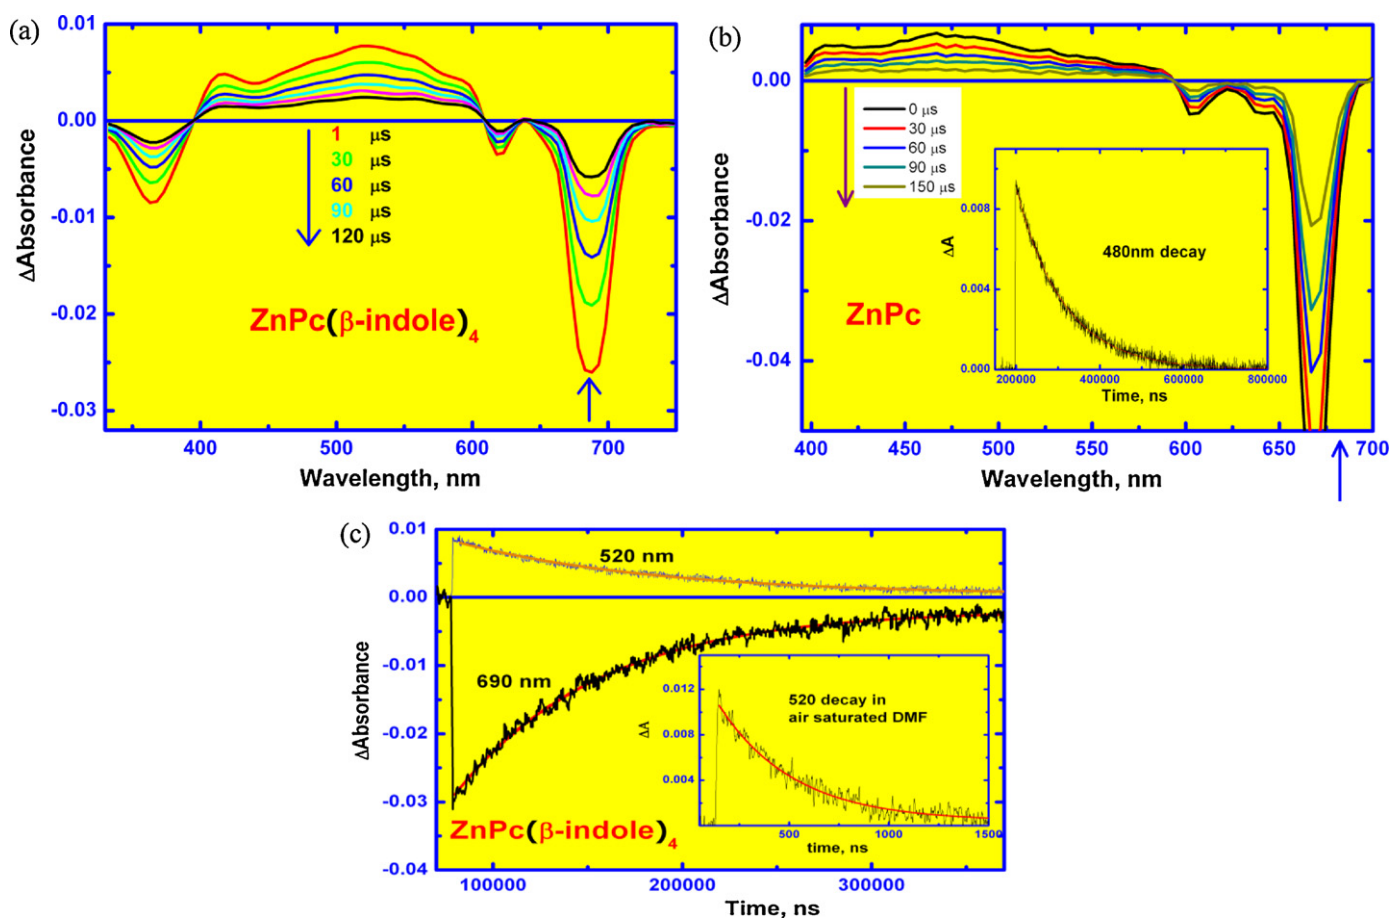 (a)
0.01
0.00
-0.01
-0.02
-0.03
ΔAbsorbance
1 μs
30 μs
60 μs
90 μs
120 μs
ZnPc(β-indole)4
400
500
600
700
Wavelength, nm
(b)
0.00
-0.02
-0.04
ΔAbsorbance
0 μs
30 μs
60 μs
90 μs
150 μs
ZnPc
0.008
0.004
0.000
ΔA
480nm decay
200000
400000
600000
800000
Time, ns
400
450
500
550
600
650
700
Wavelength, nm
(c)
0.01
0.00
-0.01
-0.02
-0.03
-0.04
ΔAbsorbance
520 nm
690 nm
ZnPc(β-indole)4
0.012
0.008
0.004
ΔA
520 decay in
air saturated DMF
500
1000
1500
time, ns
100000
200000
300000
Time, ns